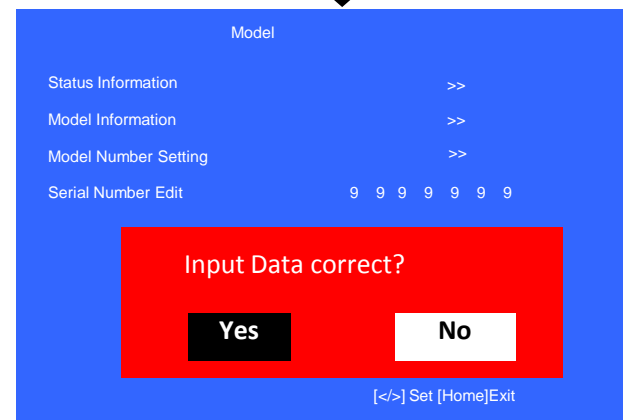 Model
Status Information >>
Model Information >>
Model Number Setting >>
Serial Number Edit 9 9 9 9 9 9 9
Input Data correct?
Yes No
[</>] Set [Home]Exit